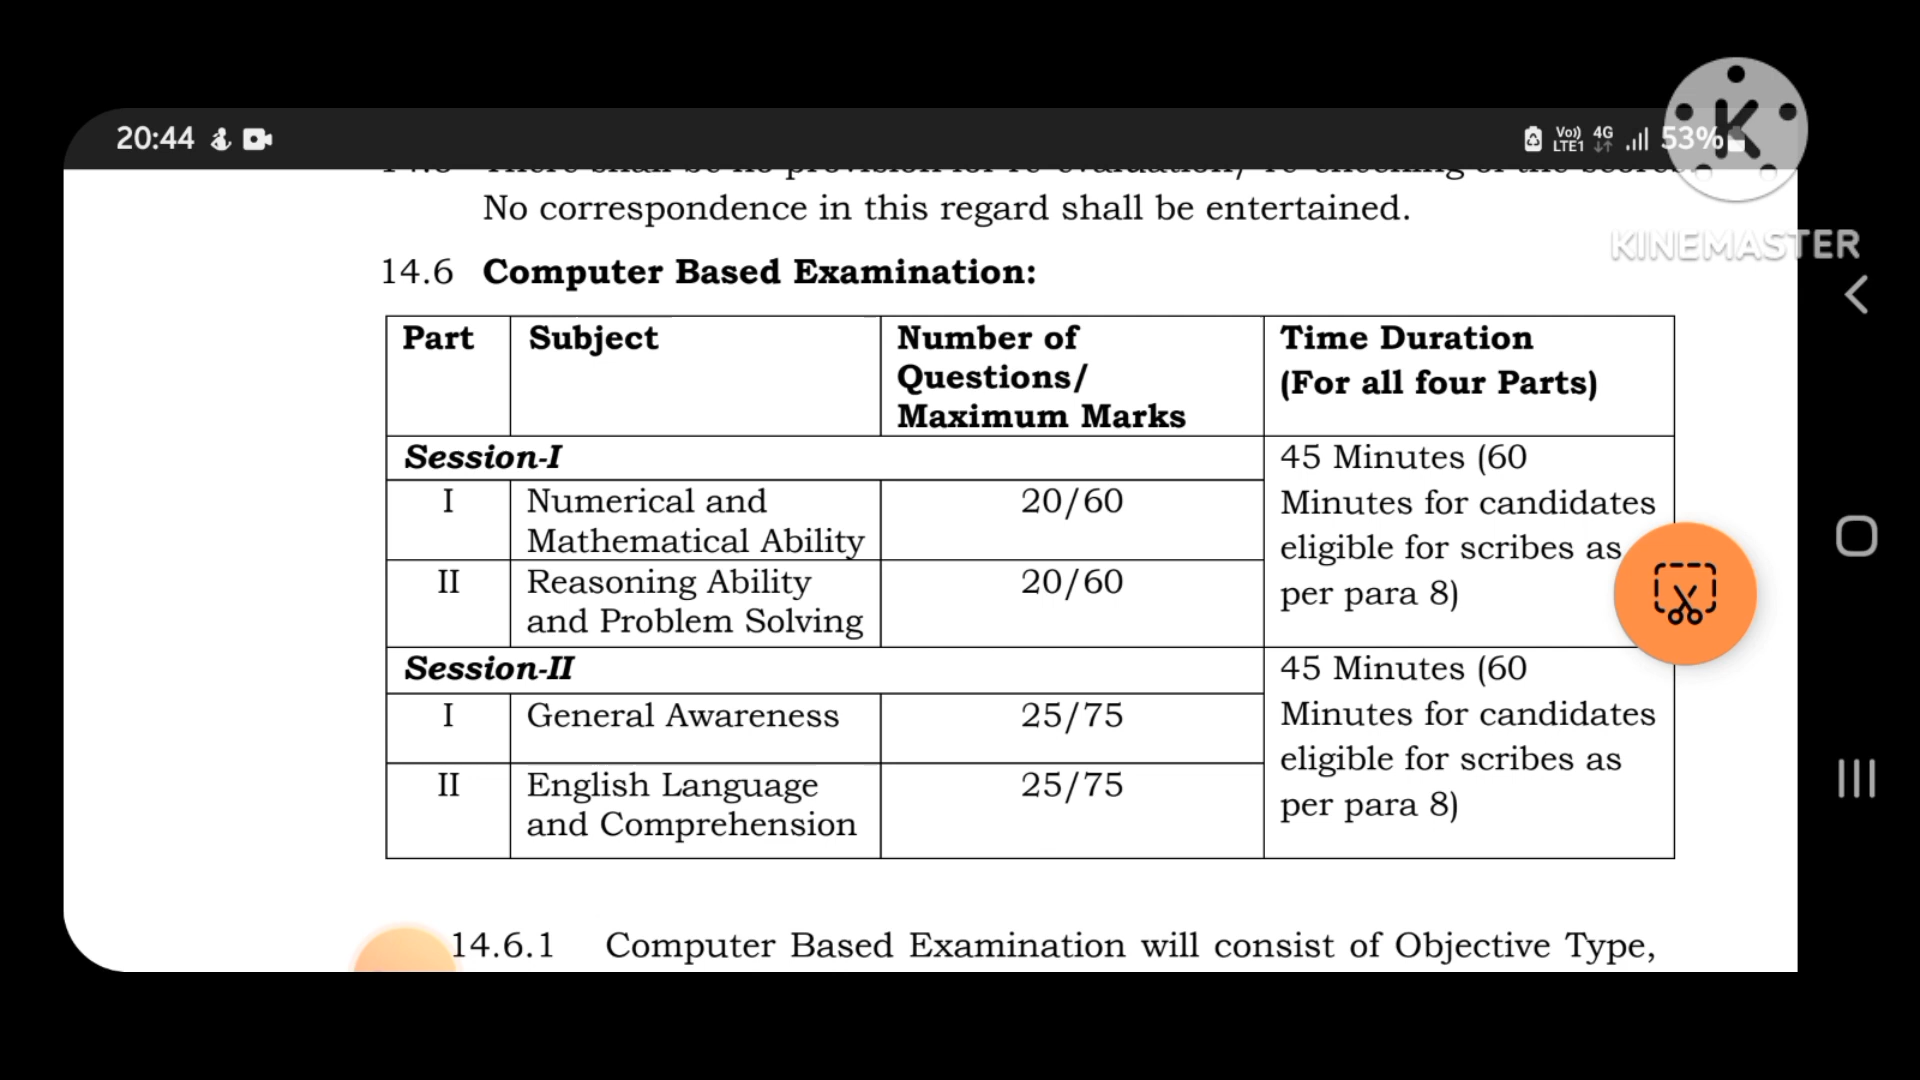 20:44
Vo)) LTE1 4G 53%
K
KINEMASTER
No correspondence in this regard shall be entertained.
14.6 Computer Based Examination:
Part Subject Number of Questions/ Maximum Marks Time Duration (For all four Parts)
Session-I
I Numerical and Mathematical Ability 20/60
II Reasoning Ability and Problem Solving 20/60
45 Minutes (60
Minutes for candidates
eligible for scribes as
per para 8)
Session-II
I General Awareness 25/75
II English Language and Comprehension 25/75
45 Minutes (60
Minutes for candidates
eligible for scribes as
per para 8)
14.6.1 Computer Based Examination will consist of Objective Type,